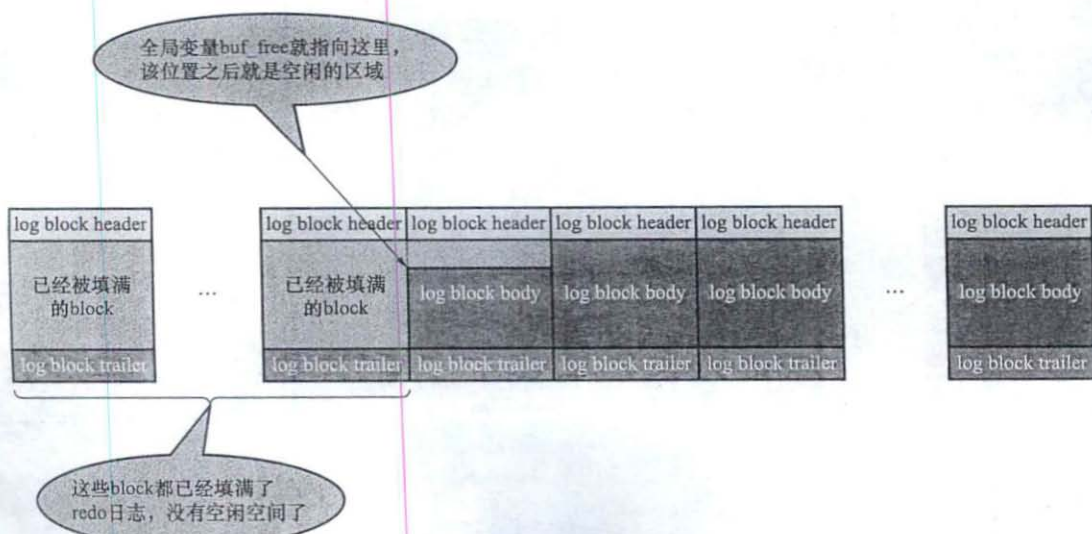 全局变量buf_free就指向这里，
该位置之后就是空闲的区域
log block header
log block header
log block header
log block header
log block header
log block header
已经被填满
的block
...
已经被填满
的block
log block body
log block body
log block body
...
log block body
log block trailer
log block trailer
log block trailer
log block trailer
log block trailer
log block trailer
这些block都已经填满了
redo日志，没有空闲空间了